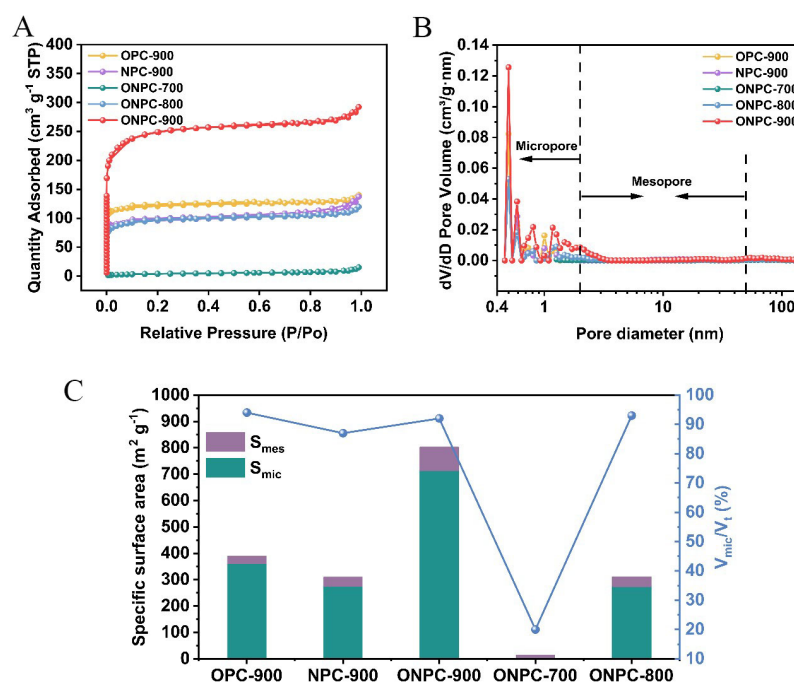 A
400
350
300
250
200
150
100
50
0
Quantity Adsorbed (cm³ g⁻¹ STP)
OPC-900
NPC-900
ONPC-700
ONPC-800
ONPC-900
0.0 0.2 0.4 0.6 0.8 1.0
Relative Pressure (P/Po)
B
0.14
0.12
0.10
0.08
0.06
0.04
0.02
0.00
dV/dD Pore Volume (cm³/g·nm)
OPC-900
NPC-900
ONPC-700
ONPC-800
ONPC-900
Micropore
Mesopore
0.4 1 10 100
Pore diameter (nm)
C
1000
900
800
700
600
500
400
300
200
100
0
Specific surface area (m² g⁻¹)
Smes
Smic
100
90
80
70
60
50
40
30
20
10
Vmic/Vt (%)
OPC-900 NPC-900 ONPC-900 ONPC-700 ONPC-800